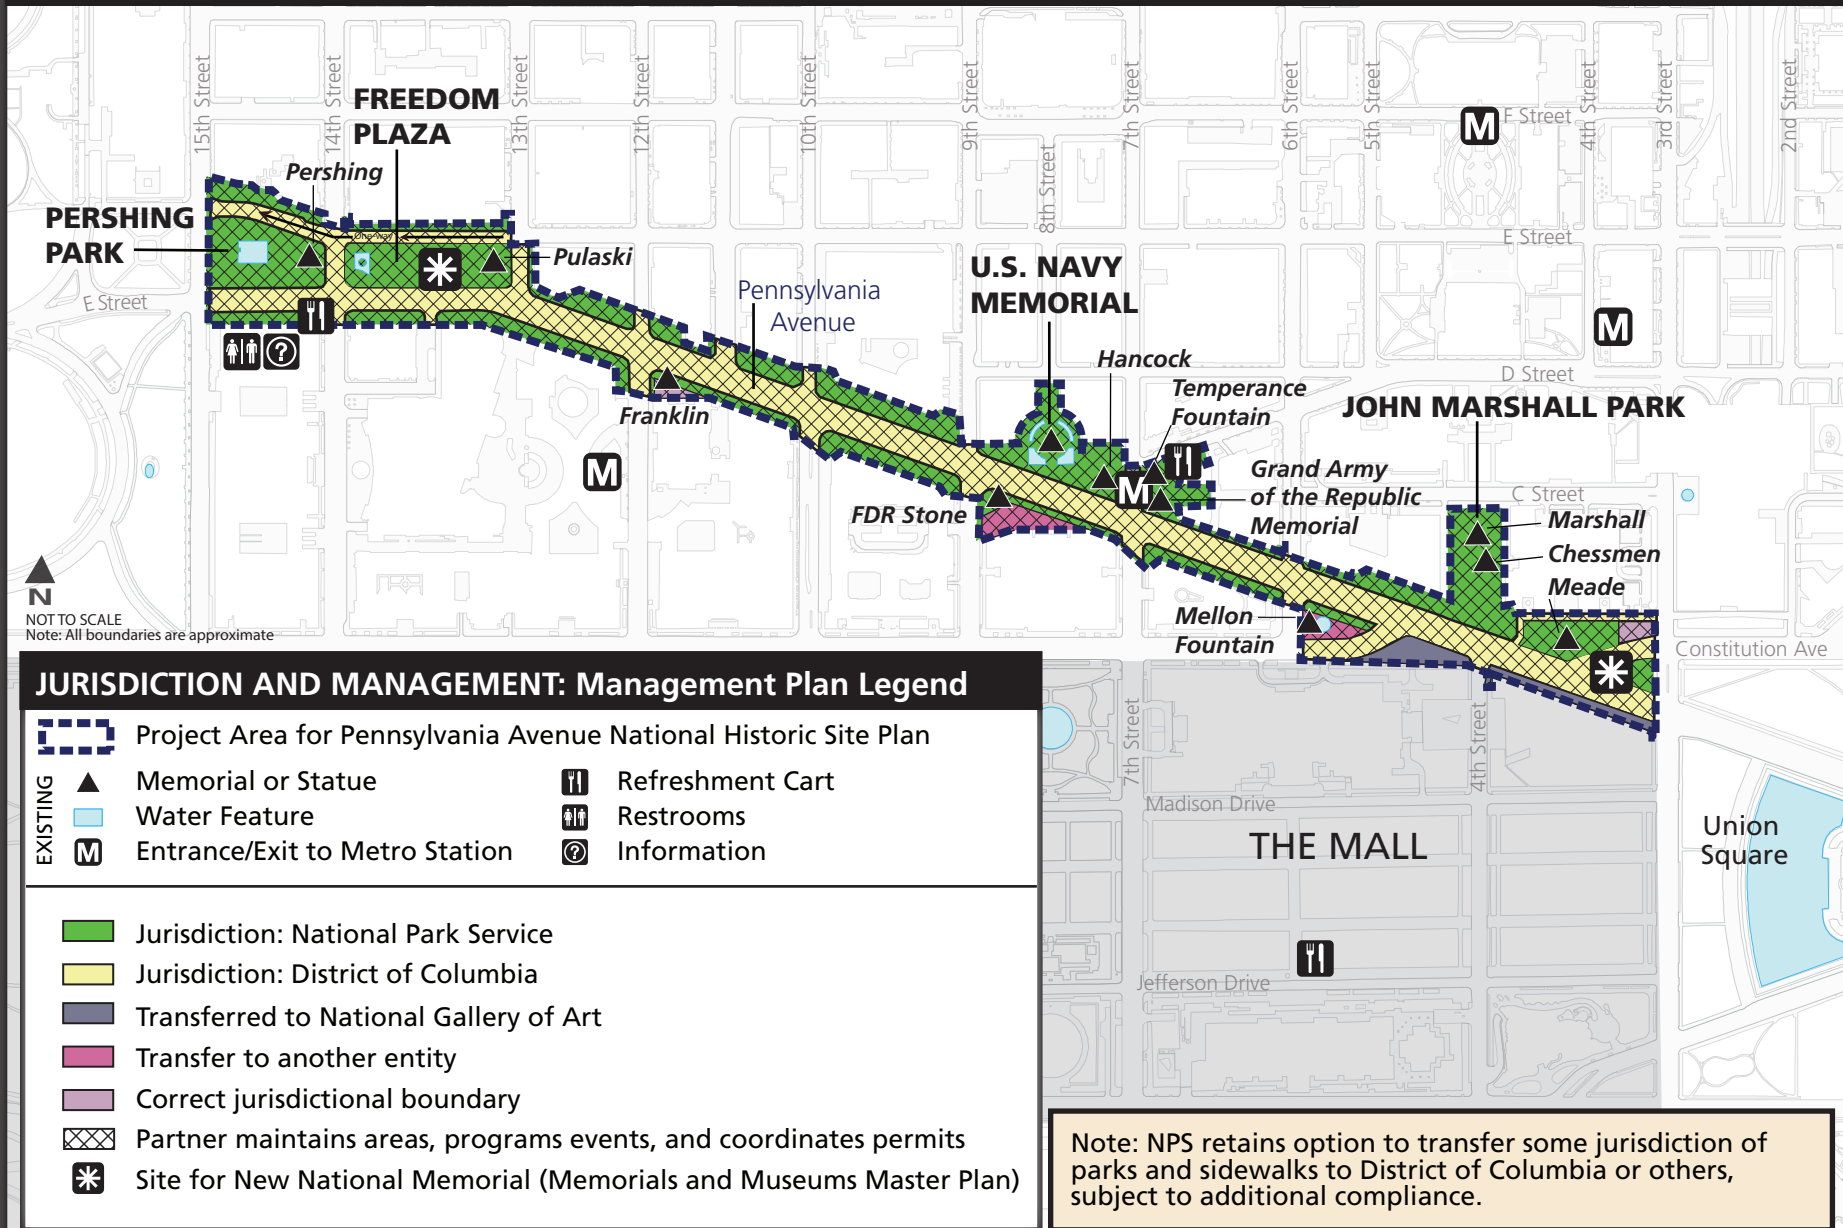 15th Street
14th Street
13th Street
12th Street
10th Street
9th Street
8th Street
7th Street
6th Street
5th Street
4th Street
3rd Street
2nd Street
F Street
E Street
D Street
C Street
E Street
Constitution Ave
FREEDOM
PLAZA
Pershing
PERSHING
PARK
One-way
Pulaski
Pennsylvania
Avenue
Franklin
U.S. NAVY
MEMORIAL
Hancock
Temperance
Fountain
Grand Army
of the Republic
Memorial
FDR Stone
JOHN MARSHALL PARK
Marshall
Chessmen
Meade
Mellon
Fountain
M
M
M
M
?
N
NOT TO SCALE
Note: All boundaries are approximate
7th Street
4th Street
Madison Drive
THE MALL
Jefferson Drive
Union
Square
JURISDICTION AND MANAGEMENT: Management Plan Legend
Project Area for Pennsylvania Avenue National Historic Site Plan
EXISTING
Memorial or Statue
Water Feature
M Entrance/Exit to Metro Station
Refreshment Cart
Restrooms
? Information
Jurisdiction: National Park Service
Jurisdiction: District of Columbia
Transferred to National Gallery of Art
Transfer to another entity
Correct jurisdictional boundary
Partner maintains areas, programs events, and coordinates permits
Site for New National Memorial (Memorials and Museums Master Plan)
Note: NPS retains option to transfer some jurisdiction of
parks and sidewalks to District of Columbia or others,
subject to additional compliance.